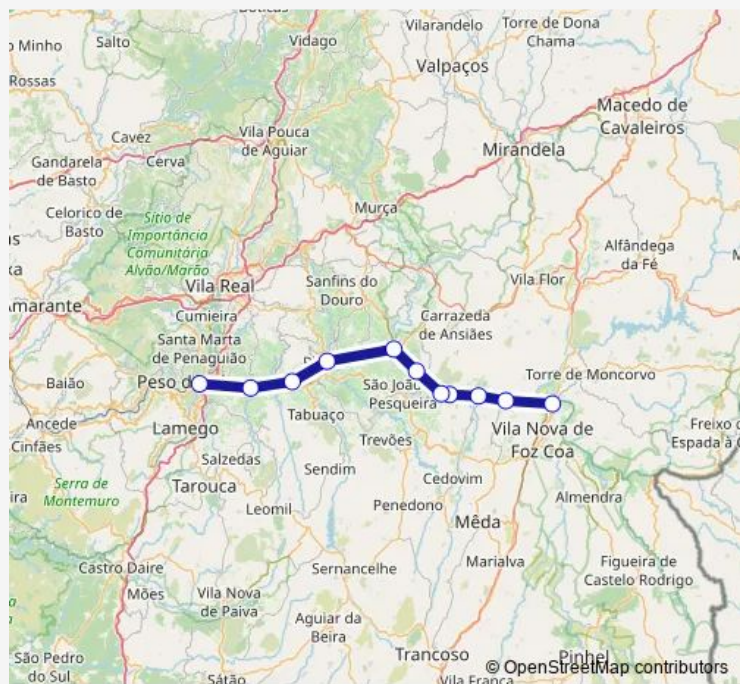 Salto
Vidago
Torre de Dona
Chama
Vilarandelo
Valpaços
o Minho
Rossas
Macedo de
Cavaleiros
Cavez
Cerva
Vila Pouca
de Aguiar
Mirandela
Gandarela
de Basto
Celorico de
Basto
Sítio de
Importância
Comunitária
Alvão/Marão
Murça
Alfândega
da Fé
Vila Real
Sanfins do
Douro
Vila Flor
Amarante
Cumieira
Carrazeda
de Ansiães
Santa Marta
de Penaguião
Baião
Peso d
São João
Pesqueira
Torre de Moncorvo
Tabuaço
Ancede
Cinfães
Lamego
Trevões
Vila Nova de
Foz Coa
Freixo d
Espada à C
Salzedas
Sendim
Serra de
Montemuro
Tarouca
Cedovim
Leomil
Penedono
Almendra
Mêda
Castro Daire
Mões
Sernancelhe
Marialva
Figueira de
Castelo Rodrigo
Vila Nova
de Paiva
Aguiar da
Beira
São Pedro
do Sul
Sátão
Trancoso
Pinhel
Vila Franca
© OpenStreetMap contributors